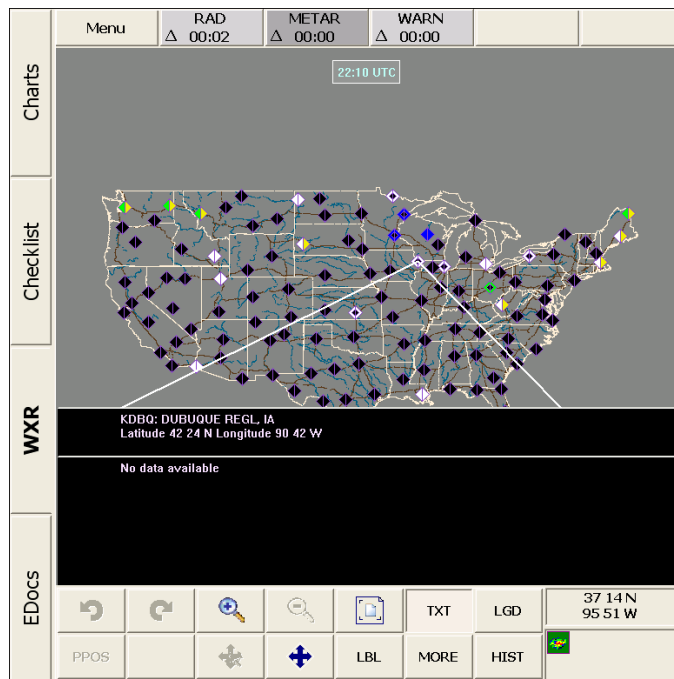 Menu
RAD
Δ 00:02
METAR
Δ 00:00
WARN
Δ 00:00
Charts
Checklist
WXR
EDocs
22:10 UTC
KDBQ: DUBUQUE REGL, IA
Latitude 42 24 N Longitude 90 42 W
No data available
TXT
LGD
37 14 N
95 51 W
PPOS
LBL
MORE
HIST